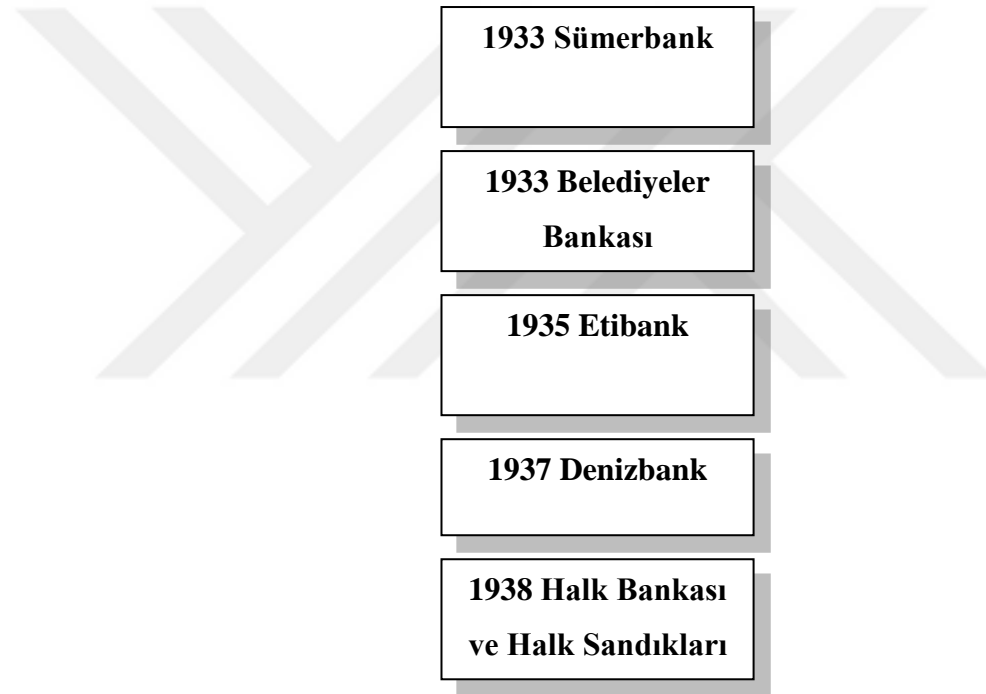 1933 Sümerbank
1933 Belediyeler
Bankası
1935 Etibank
1937 Denizbank
1938 Halk Bankası
ve Halk Sandıkları